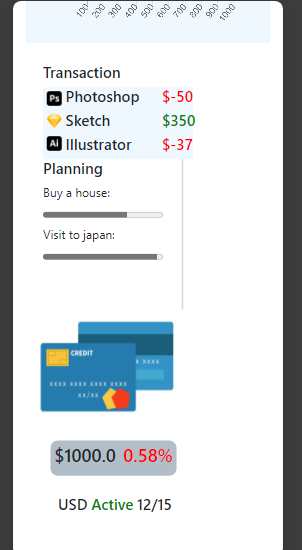 100 200 300 400 500 600 700 800 900 1000
Transaction
Ps Photoshop $-50
Sketch $350
Ai Illustrator $-37
Planning
Buy a house:
Visit to japan:
CREDIT
XXXX
XXXX XXXX XXXX XXXX
XX/XX
$1000.0 0.58%
USD Active 12/15